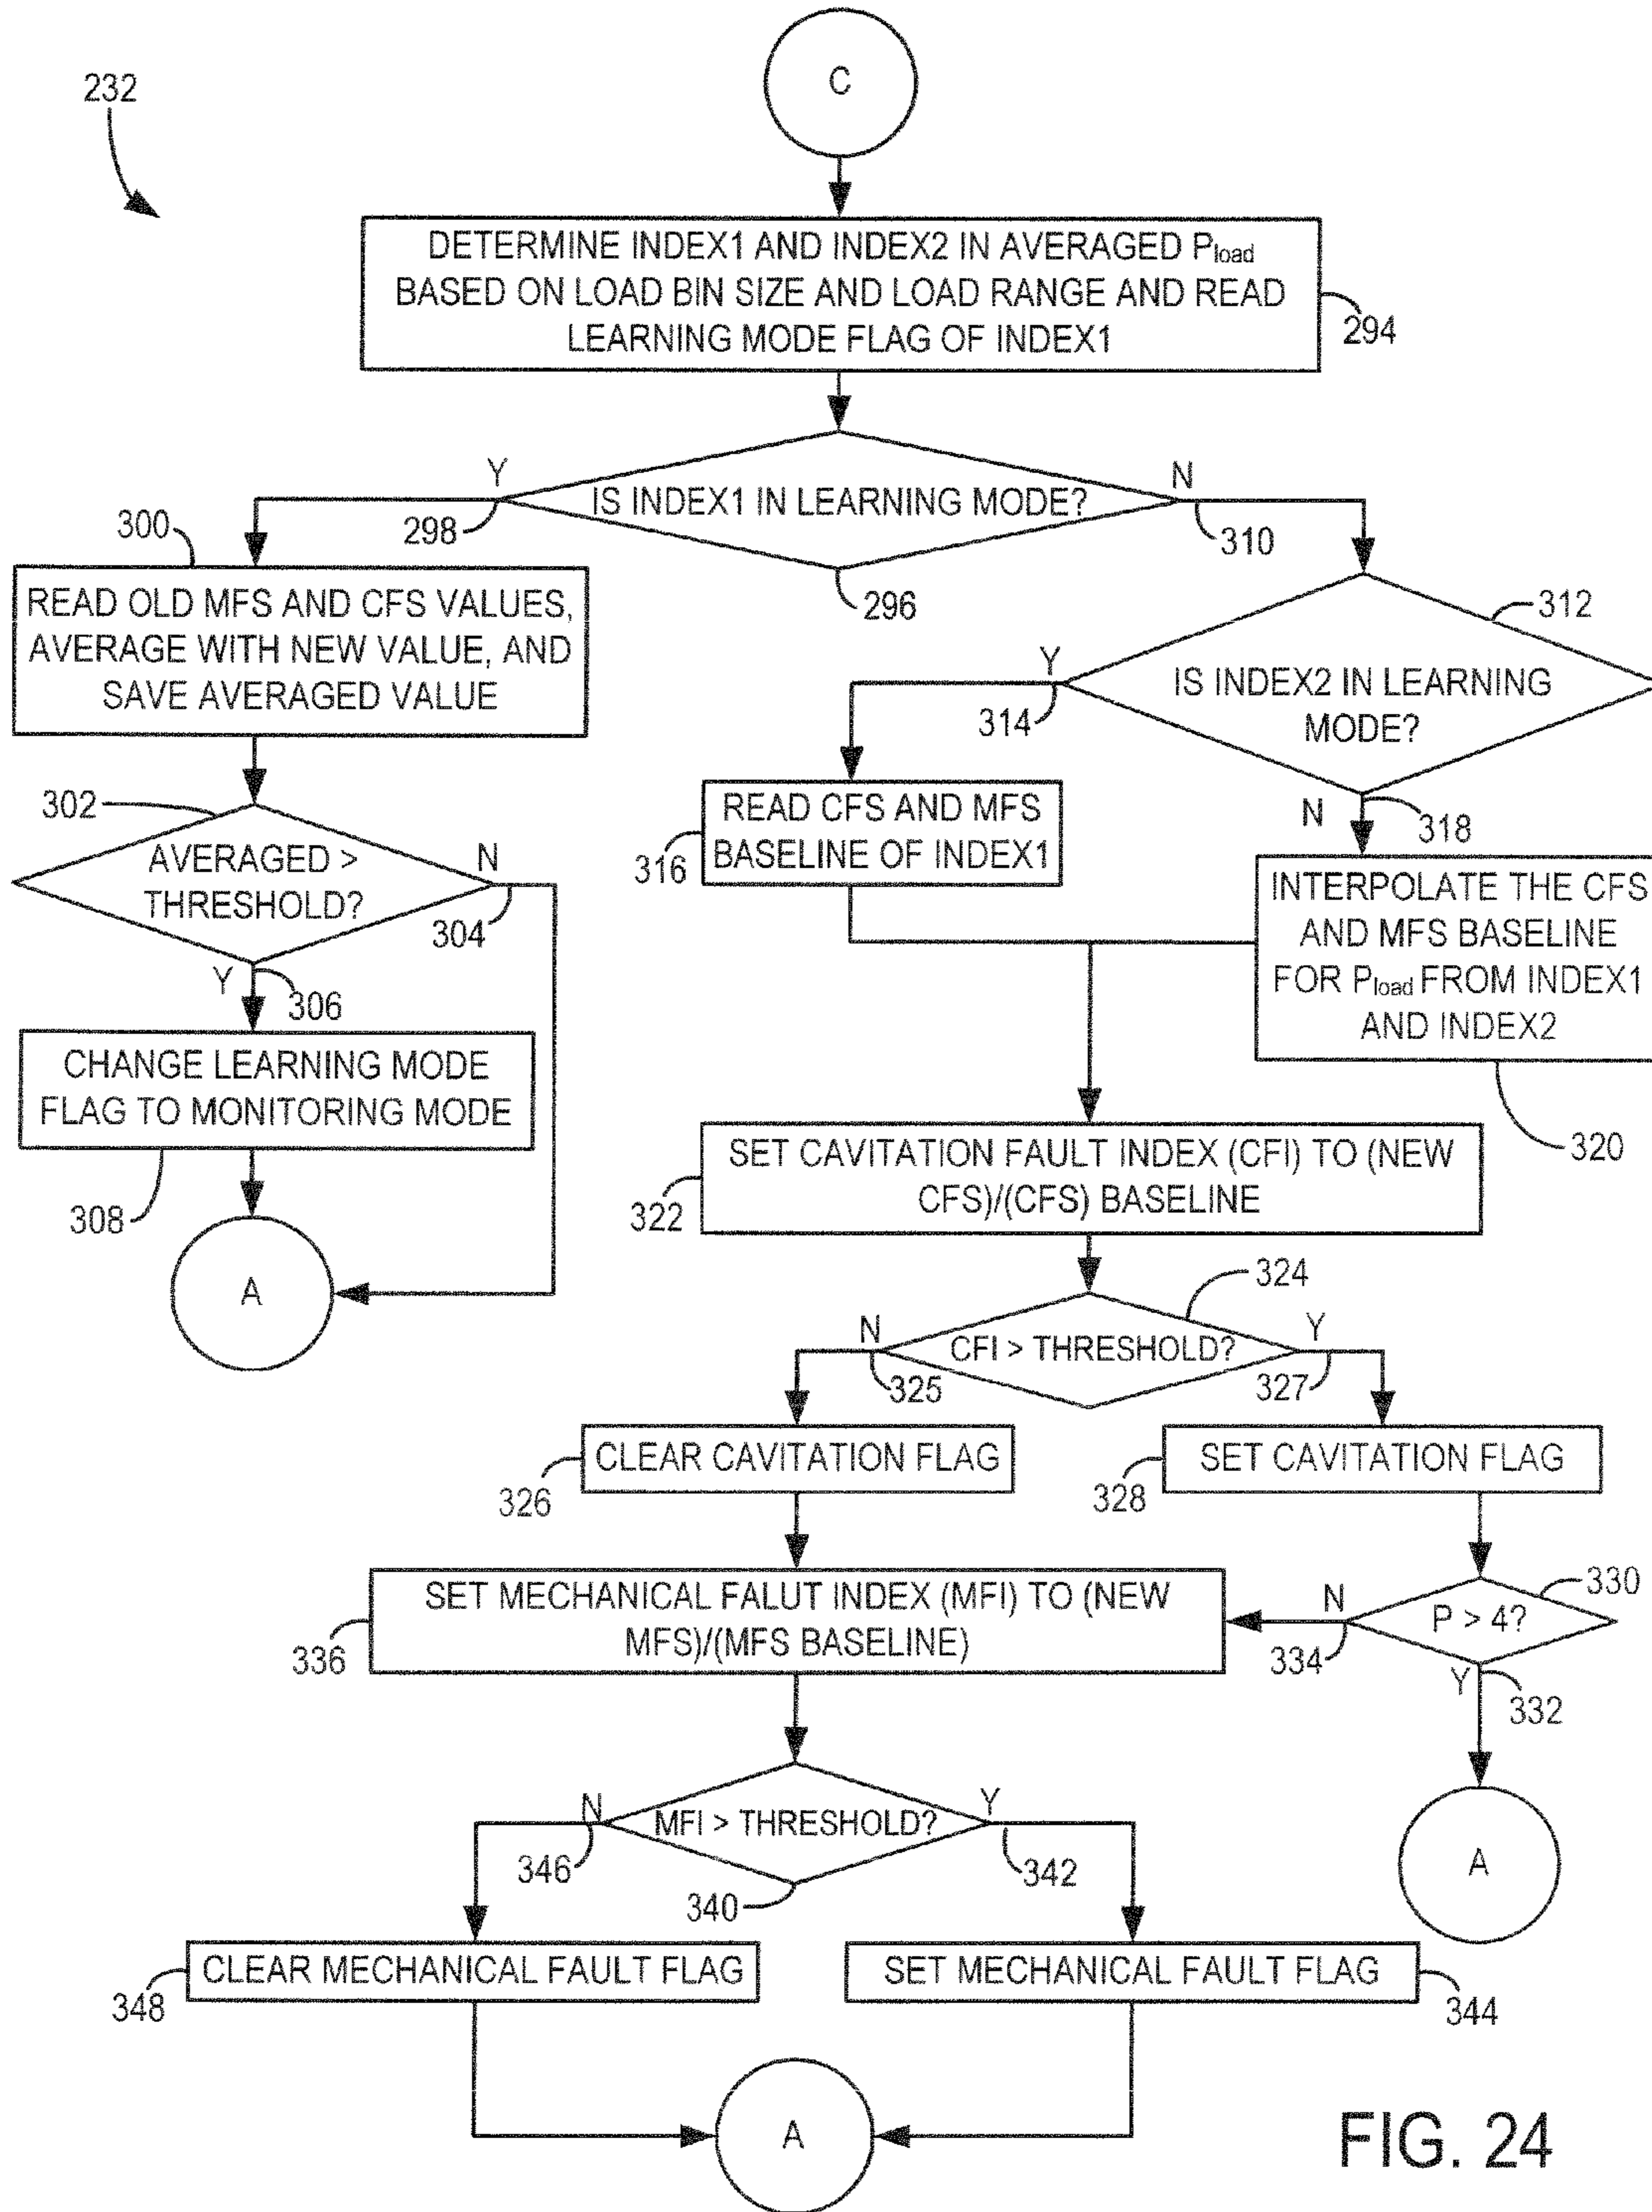 C
232
DETERMINE INDEX1 AND INDEX2 IN AVERAGED Pload
BASED ON LOAD BIN SIZE AND LOAD RANGE AND READ
LEARNING MODE FLAG OF INDEX1
294
Y
IS INDEX1 IN LEARNING MODE?
N
298
310
296
300
READ OLD MFS AND CFS VALUES,
AVERAGE WITH NEW VALUE, AND
SAVE AVERAGED VALUE
312
Y
IS INDEX2 IN LEARNING
MODE?
314
N
318
302
AVERAGED >
THRESHOLD?
N
304
Y
306
READ CFS AND MFS
BASELINE OF INDEX1
316
INTERPOLATE THE CFS
AND MFS BASELINE
FOR Pload FROM INDEX1
AND INDEX2
320
CHANGE LEARNING MODE
FLAG TO MONITORING MODE
308
A
SET CAVITATION FAULT INDEX (CFI) TO (NEW
CFS)/(CFS) BASELINE
322
324
N
CFI > THRESHOLD?
Y
325
327
CLEAR CAVITATION FLAG
326
SET CAVITATION FLAG
328
SET MECHANICAL FALUT INDEX (MFI) TO (NEW
MFS)/(MFS BASELINE)
336
330
N
P > 4?
334
Y
332
A
N
MFI > THRESHOLD?
Y
346
342
340
CLEAR MECHANICAL FAULT FLAG
348
SET MECHANICAL FAULT FLAG
344
A
FIG. 24